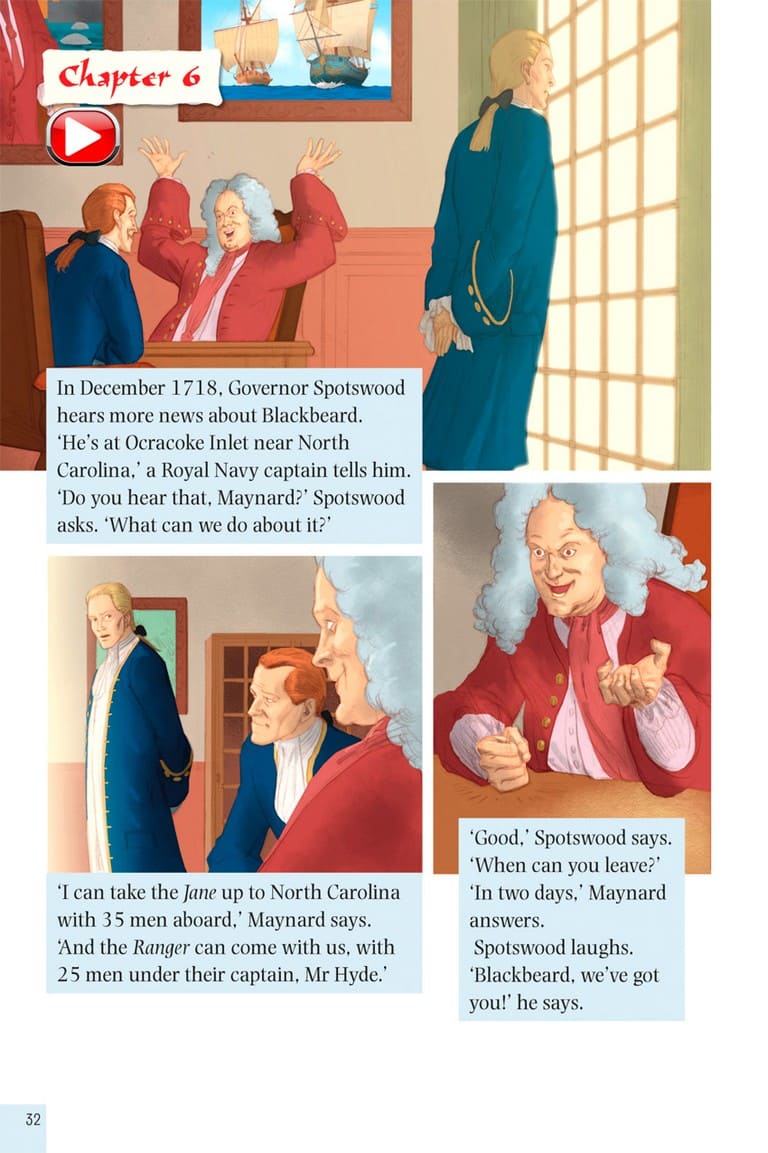 Chapter 6
In December 1718, Governor Spotswood
hears more news about Blackbeard.
‘He’s at Ocracoke Inlet near North
Carolina,’ a Royal Navy captain tells him.
‘Do you hear that, Maynard?’ Spotswood
asks. ‘What can we do about it?’
‘I can take the Jane up to North Carolina
with 35 men aboard,’ Maynard says.
‘And the Ranger can come with us, with
25 men under their captain, Mr Hyde.’
‘Good,’ Spotswood says.
‘When can you leave?’
‘In two days,’ Maynard
answers.
Spotswood laughs.
‘Blackbeard, we’ve got
you!’ he says.
32